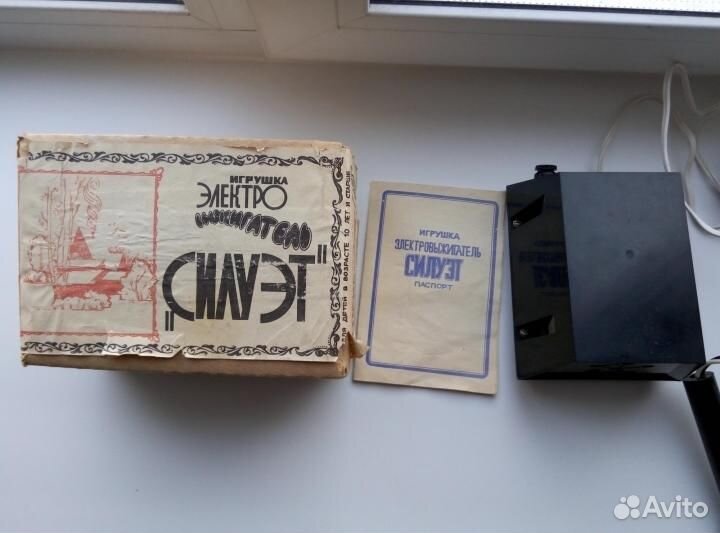 ИГРУШКА
ЭЛЕКТРО
ВЫЖИГАТЕЛЬ
"СИЛУЭТ"
ДЛЯ ДЕТЕЙ В ВОЗРАСТЕ 10 ЛЕТ И СТАРШЕ
ИГРУШКА
ЭЛЕКТРОВЫЖИГАТЕЛЬ
СИЛУЭТ
ПАСПОРТ
Avito